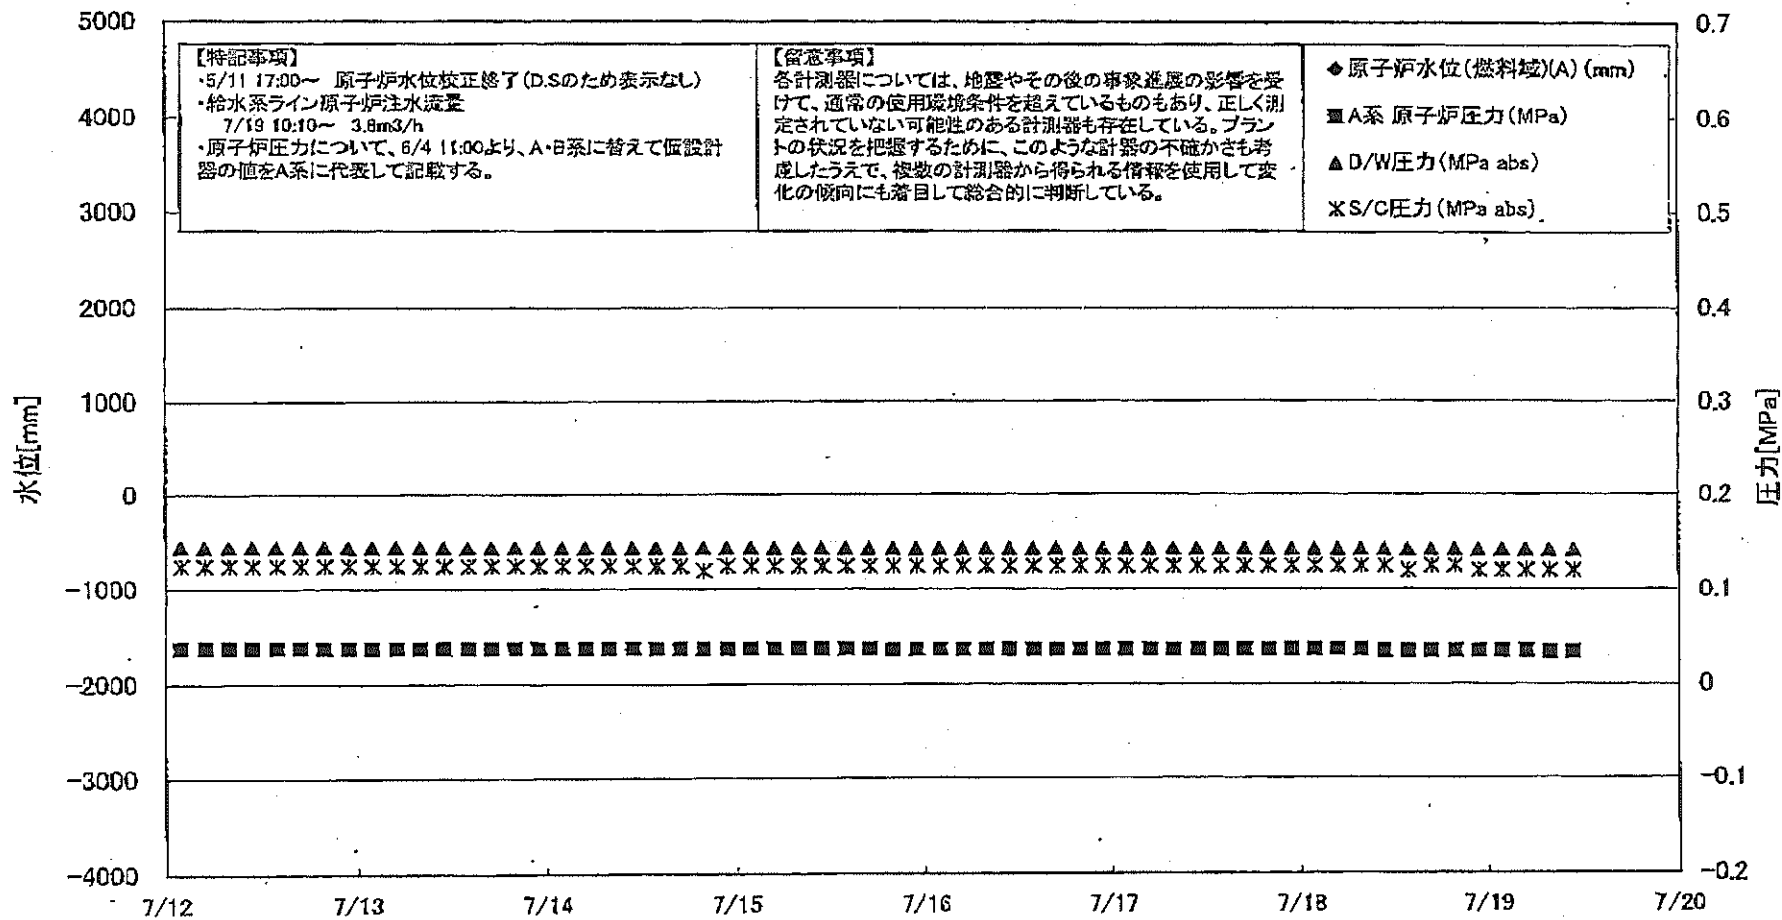 【特記事項】
・5/11 17:00～ 原子炉水位校正終了(D.Sのため表示なし)
・給水系ライン原子炉注水流量
7/19 10:10～ 3.8m3/h
・原子炉圧力について、6/4 11:00より、A・B系に替えて仮設計
器の値をA系に代表して記載する。
【留意事項】
各計測器については、地震やその後の事象進展の影響を受
けて、通常の使用環境条件を超えているものもあり、正しく測
定されていない可能性のある計測器も存在している。プラン
トの状況を把握するために、このような計器の不確かさも考
慮したうえで、複数の計測器から得られる情報を使用して変
化の傾向にも着目して総合的に判断している。
◆原子炉水位(燃料域)(A) (mm)
■A系 原子炉圧力(MPa)
▲D/W圧力(MPa abs)
ЖS/C圧力(MPa abs)
水位[mm]
5000
4000
3000
2000
1000
0
-1000
-2000
-3000
-4000
圧力[MPa]
0.7
0.6
0.5
0.4
0.3
0.2
0.1
0
-0.1
-0.2
7/12 7/13 7/14 7/15 7/16 7/17 7/18 7/19 7/20